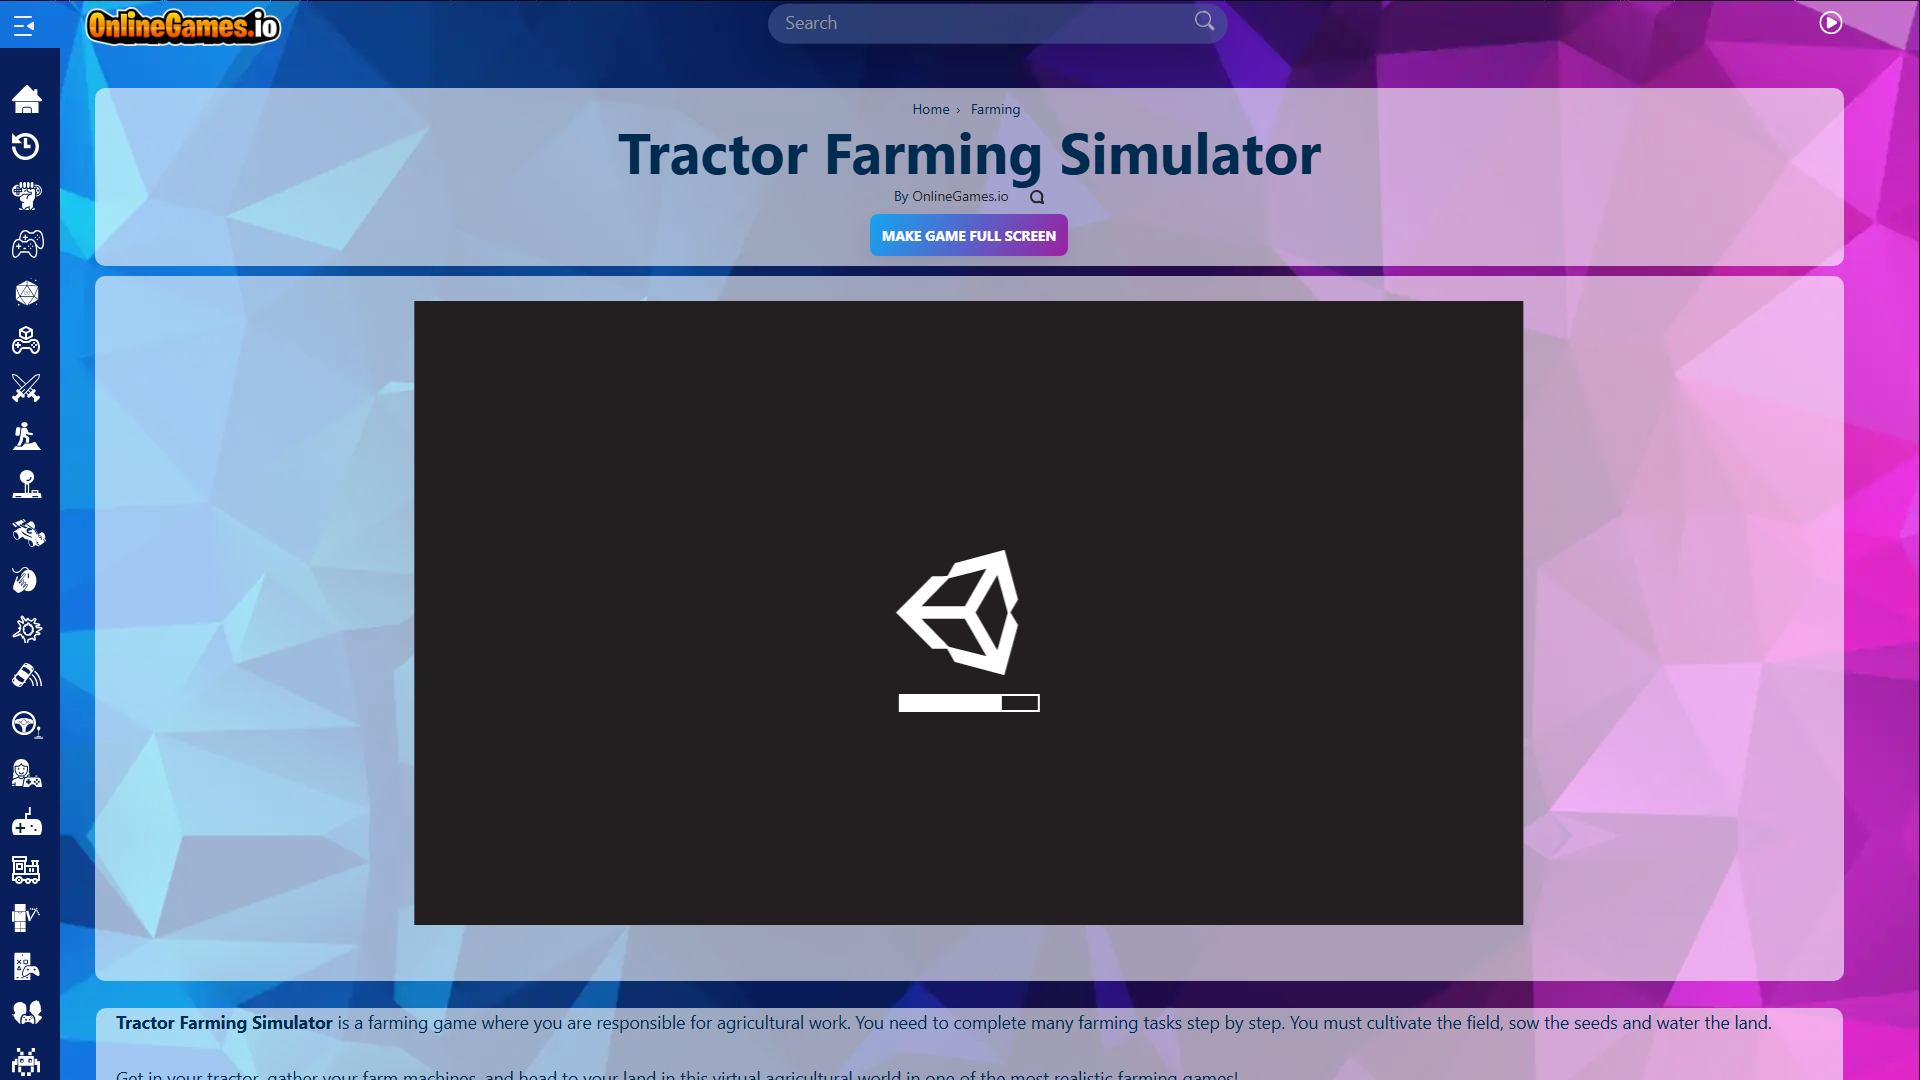 OnlineGames.io
Search
Home › Farming
Tractor Farming Simulator
By OnlineGames.io
MAKE GAME FULL SCREEN
Tractor Farming Simulator is a farming game where you are responsible for agricultural work. You need to complete many farming tasks step by step. You must cultivate the field, sow the seeds and water the land.
Get in your tractor, gather your farm machines, and head to your land in this virtual agricultural world in one of the most realistic farming games!